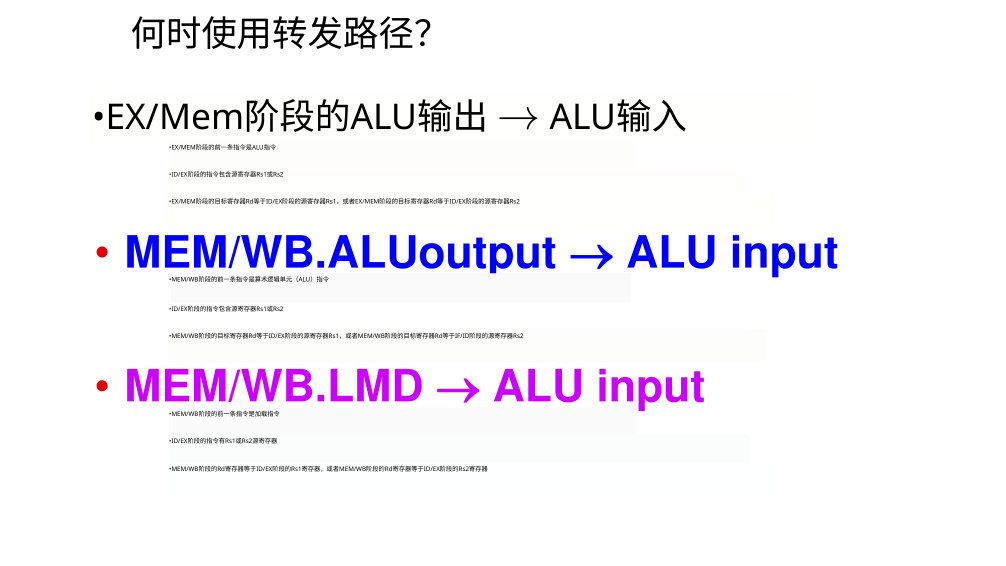 何时使用转发路径？
•EX/Mem阶段的ALU输出 → ALU输入
•EX/MEM阶段的前一条指令是ALU指令
•ID/EX阶段的指令包含源寄存器Rs1或Rs2
•EX/MEM阶段的目标寄存器Rd等于ID/EX阶段的源寄存器Rs1，或者EX/MEM阶段的目标寄存器Rd等于ID/EX阶段的源寄存器Rs2
• MEM/WB.ALUoutput → ALU input
•MEM/WB阶段的前一条指令是算术逻辑单元（ALU）指令
•ID/EX阶段的指令包含源寄存器Rs1或Rs2
•MEM/WB阶段的目标寄存器Rd等于ID/EX阶段的源寄存器Rs1，或者MEM/WB阶段的目标寄存器Rd等于IF/ID阶段的源寄存器Rs2
• MEM/WB.LMD → ALU input
•MEM/WB阶段的前一条指令是加载指令
•ID/EX阶段的指令有Rs1或Rs2源寄存器
•MEM/WB阶段的Rd寄存器等于ID/EX阶段的Rs1寄存器，或者MEM/WB阶段的Rd寄存器等于ID/EX阶段的Rs2寄存器